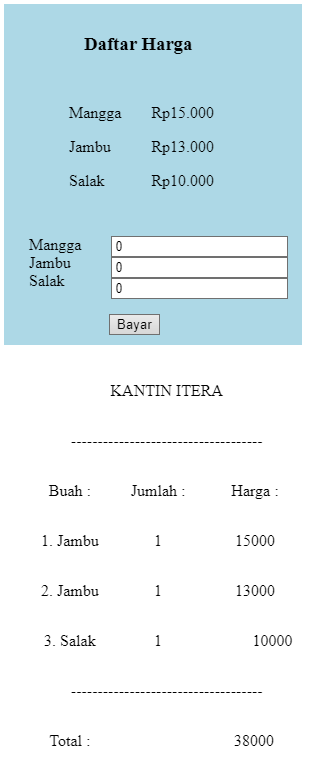 Daftar Harga
Mangga Rp15.000
Jambu Rp13.000
Salak Rp10.000
Mangga 0
Jambu 0
Salak 0
Bayar
KANTIN ITERA
------------------------------------
Buah : Jumlah : Harga :
1. Jambu 1 15000
2. Jambu 1 13000
3. Salak 1 10000
------------------------------------
Total : 38000